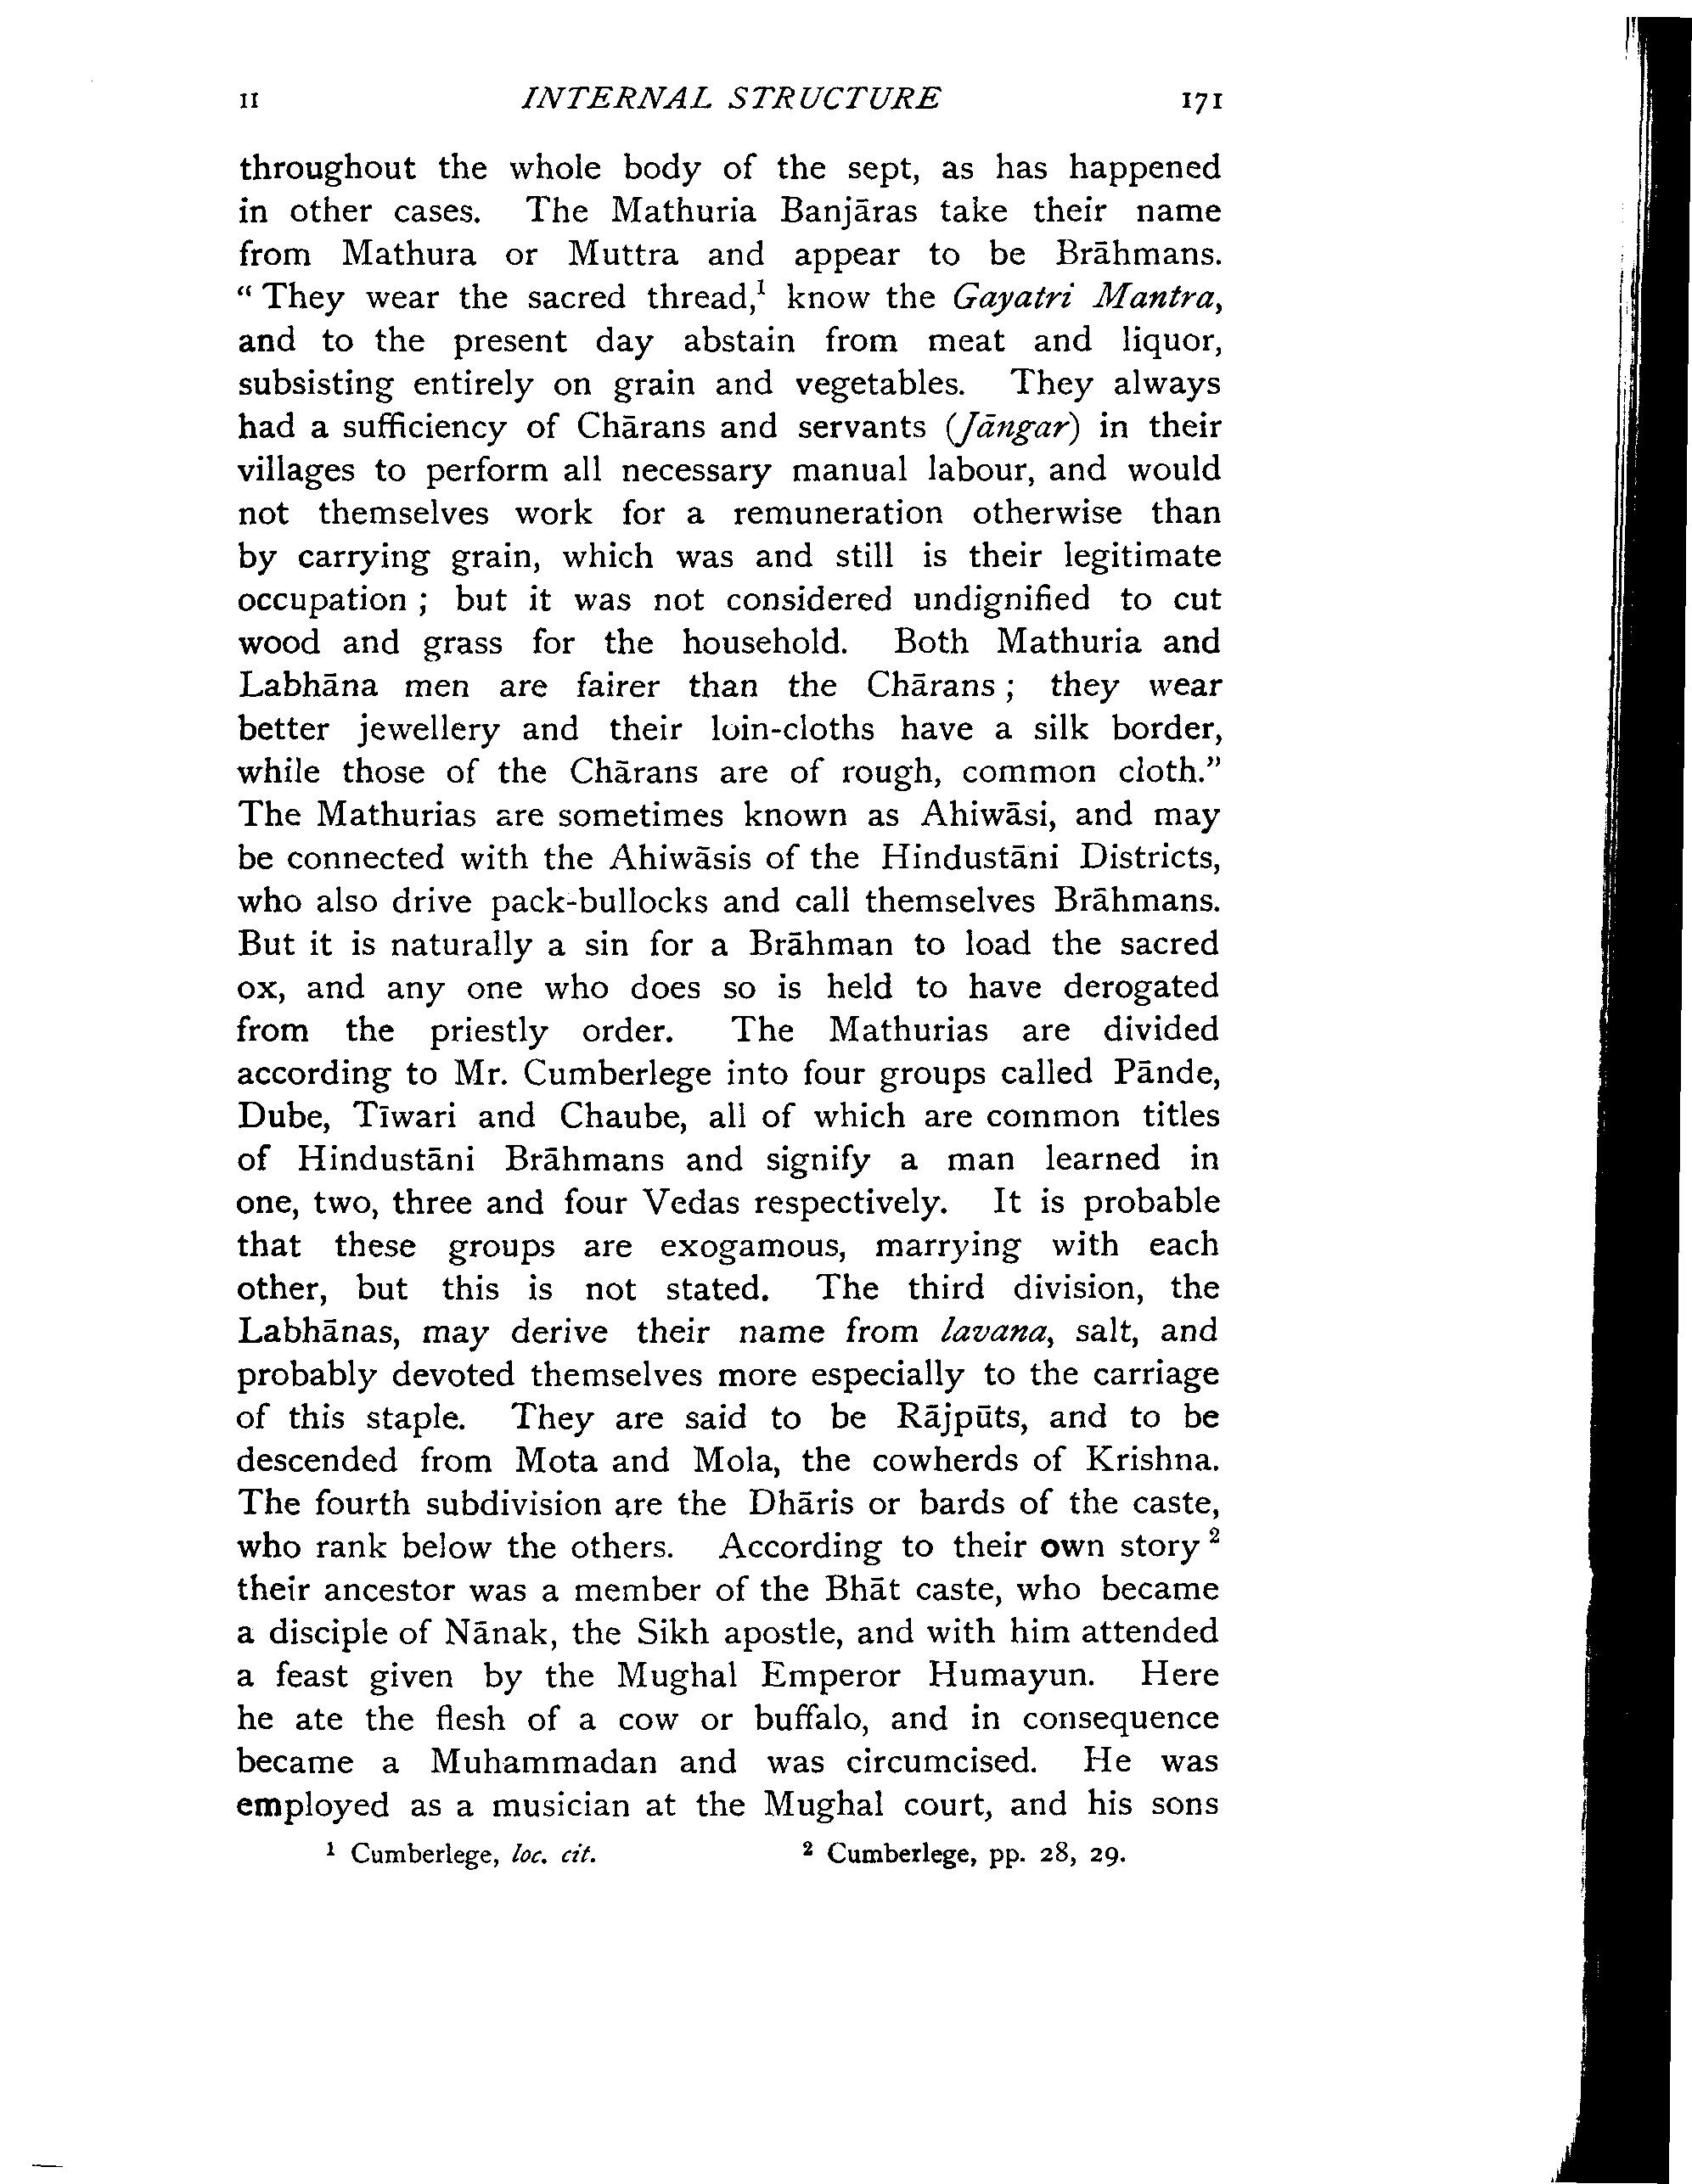 II INTERNAL STRUCTURE 171
throughout the whole body of the sept, as has happened
in other cases. The Mathuria Banjāras take their name
from Mathura or Muttra and appear to be Brāhmans.
“ They wear the sacred thread,¹ know the Gayatri Mantra,
and to the present day abstain from meat and liquor,
subsisting entirely on grain and vegetables. They always
had a sufficiency of Chārans and servants (Jāngar) in their
villages to perform all necessary manual labour, and would
not themselves work for a remuneration otherwise than
by carrying grain, which was and still is their legitimate
occupation ; but it was not considered undignified to cut
wood and grass for the household. Both Mathuria and
Labhāna men are fairer than the Chārans ; they wear
better jewellery and their loin-cloths have a silk border,
while those of the Chārans are of rough, common cloth.”
The Mathurias are sometimes known as Ahiwāsi, and may
be connected with the Ahiwāsis of the Hindustāni Districts,
who also drive pack-bullocks and call themselves Brāhmans.
But it is naturally a sin for a Brāhman to load the sacred
ox, and any one who does so is held to have derogated
from the priestly order. The Mathurias are divided
according to Mr. Cumberlege into four groups called Pānde,
Dube, Tīwari and Chaube, all of which are common titles
of Hindustāni Brāhmans and signify a man learned in
one, two, three and four Vedas respectively. It is probable
that these groups are exogamous, marrying with each
other, but this is not stated. The third division, the
Labhānas, may derive their name from lavana, salt, and
probably devoted themselves more especially to the carriage
of this staple. They are said to be Rājpūts, and to be
descended from Mota and Mola, the cowherds of Krishna.
The fourth subdivision are the Dhāris or bards of the caste,
who rank below the others. According to their own story ²
their ancestor was a member of the Bhāt caste, who became
a disciple of Nānak, the Sikh apostle, and with him attended
a feast given by the Mughal Emperor Humayun. Here
he ate the flesh of a cow or buffalo, and in consequence
became a Muhammadan and was circumcised. He was
employed as a musician at the Mughal court, and his sons
¹ Cumberlege, loc. cit. ² Cumberlege, pp. 28, 29.